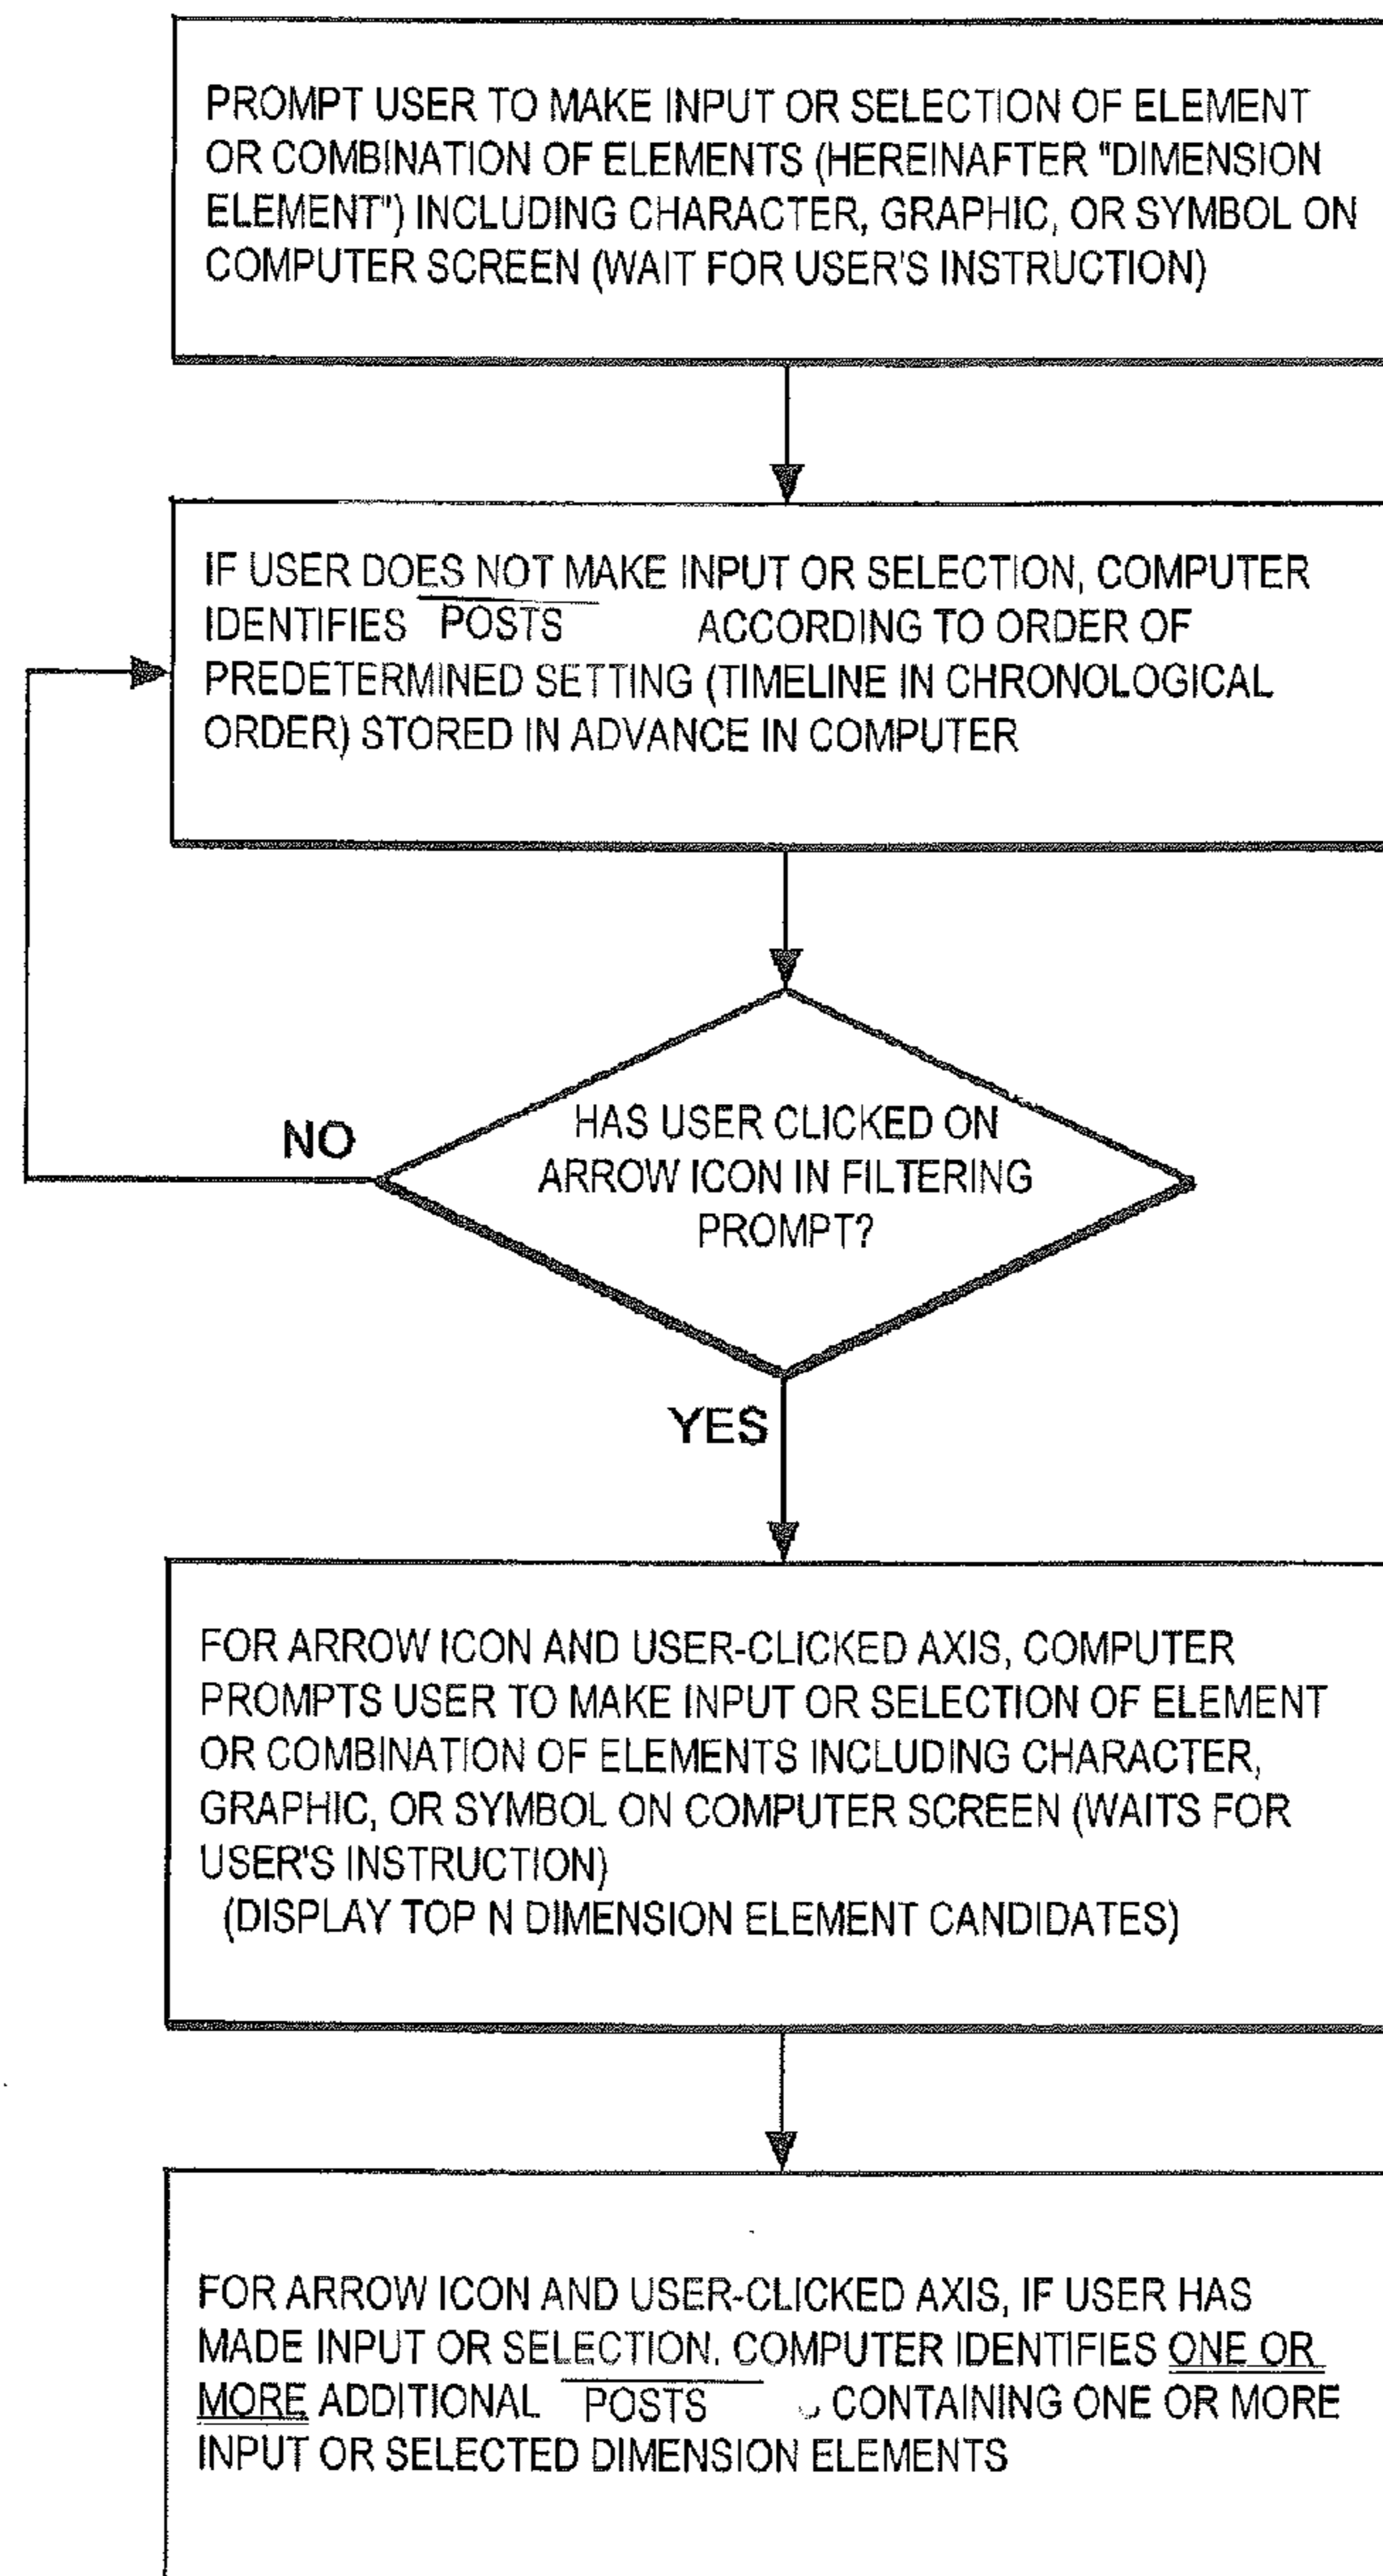 PROMPT USER TO MAKE INPUT OR SELECTION OF ELEMENT
OR COMBINATION OF ELEMENTS (HEREINAFTER "DIMENSION
ELEMENT") INCLUDING CHARACTER, GRAPHIC, OR SYMBOL ON
COMPUTER SCREEN (WAIT FOR USER'S INSTRUCTION)
IF USER DOES NOT MAKE INPUT OR SELECTION, COMPUTER
IDENTIFIES POSTS ACCORDING TO ORDER OF
PREDETERMINED SETTING (TIMELINE IN CHRONOLOGICAL
ORDER) STORED IN ADVANCE IN COMPUTER
HAS USER CLICKED ON
ARROW ICON IN FILTERING
PROMPT?
NO
YES
FOR ARROW ICON AND USER-CLICKED AXIS, COMPUTER
PROMPTS USER TO MAKE INPUT OR SELECTION OF ELEMENT
OR COMBINATION OF ELEMENTS INCLUDING CHARACTER,
GRAPHIC, OR SYMBOL ON COMPUTER SCREEN (WAITS FOR
USER'S INSTRUCTION)
(DISPLAY TOP N DIMENSION ELEMENT CANDIDATES)
FOR ARROW ICON AND USER-CLICKED AXIS, IF USER HAS
MADE INPUT OR SELECTION, COMPUTER IDENTIFIES ONE OR
MORE ADDITIONAL POSTS CONTAINING ONE OR MORE
INPUT OR SELECTED DIMENSION ELEMENTS